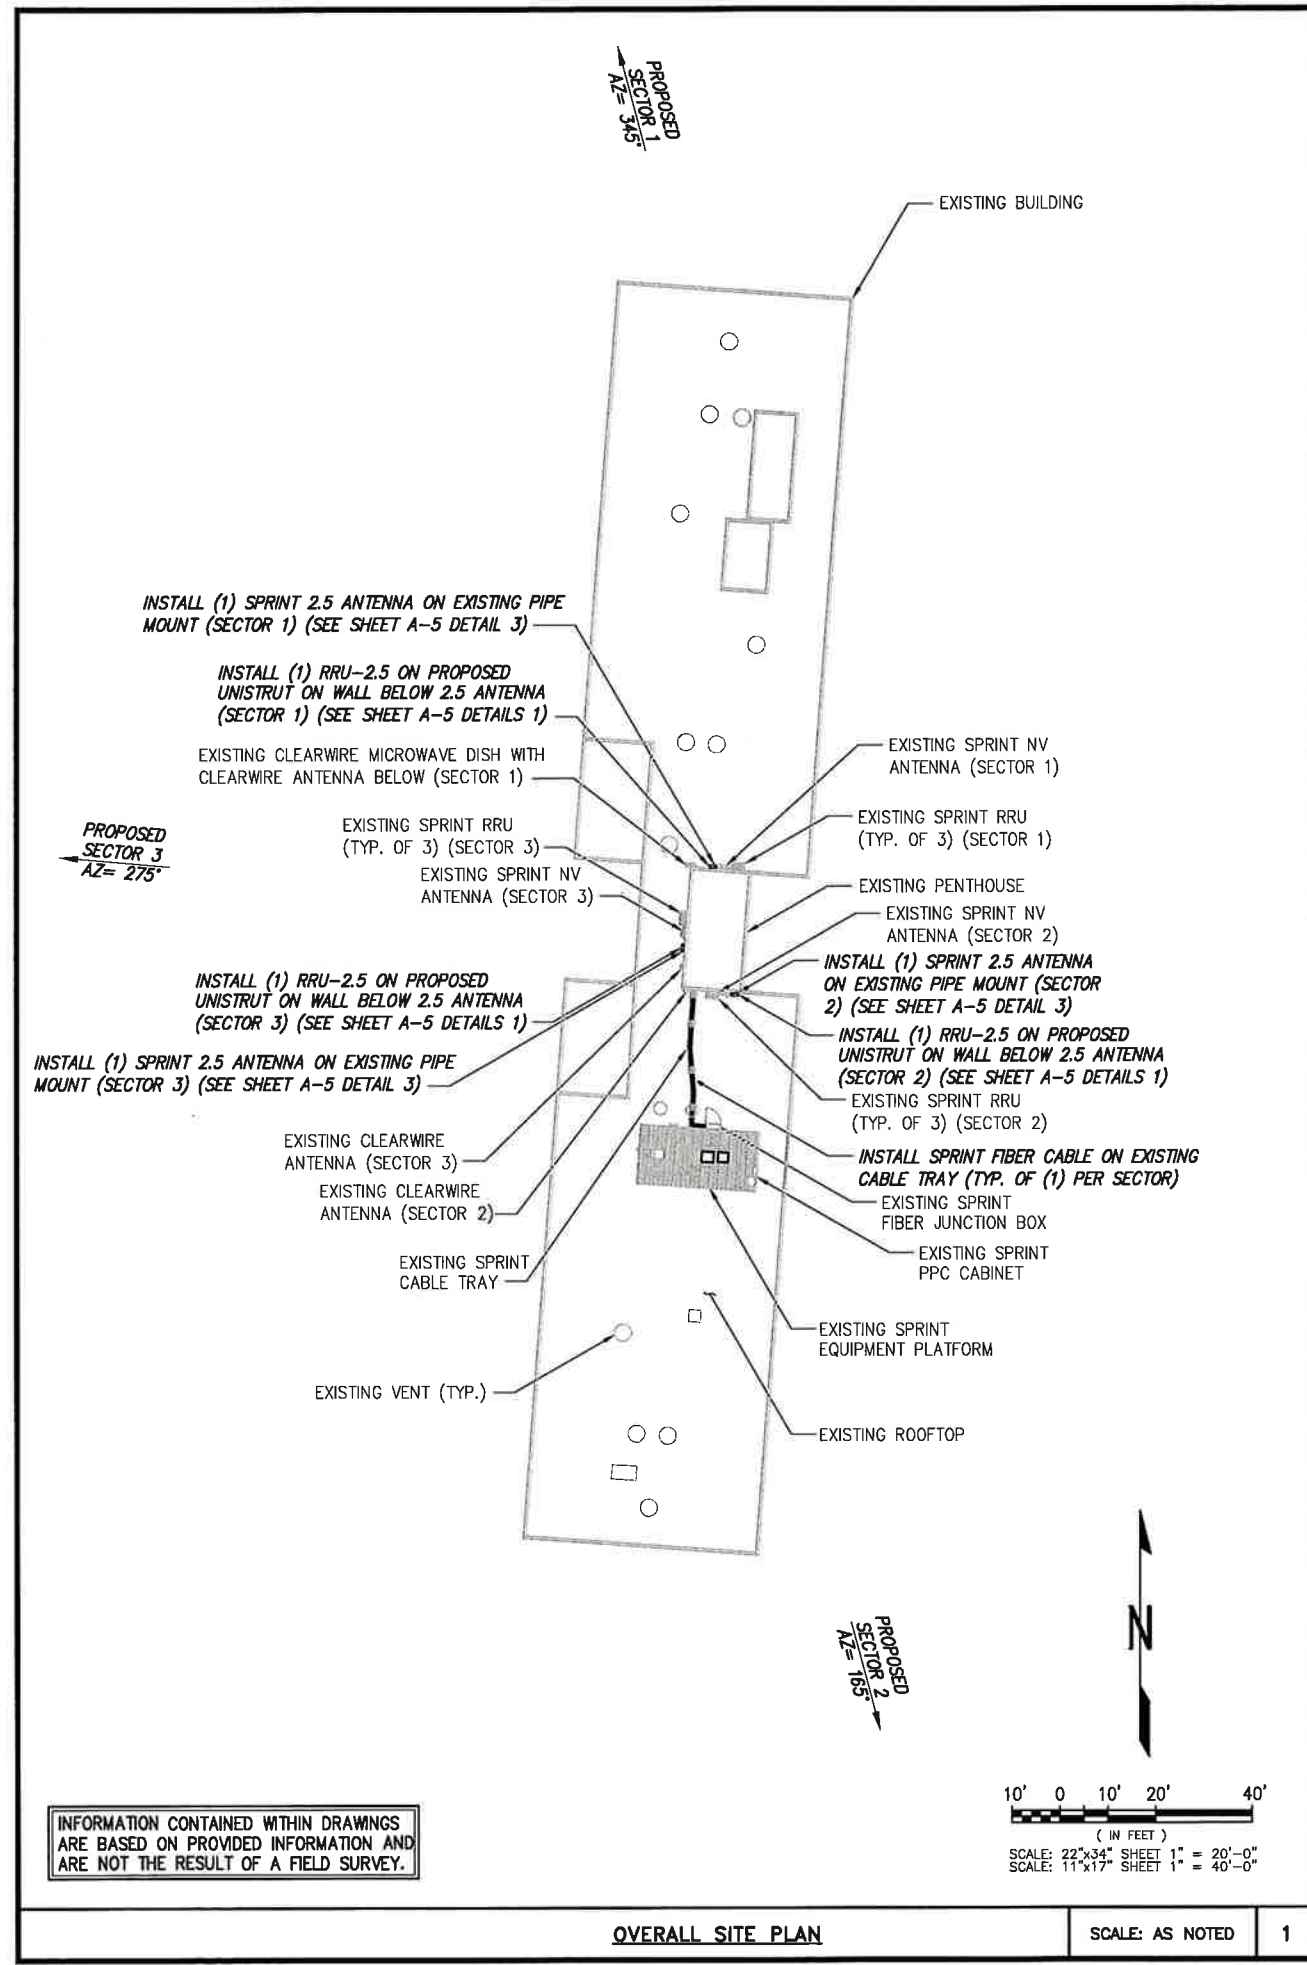 PROPOSED
SECTOR 1
AZ= 345°
EXISTING BUILDING
INSTALL (1) SPRINT 2.5 ANTENNA ON EXISTING PIPE
MOUNT (SECTOR 1) (SEE SHEET A-5 DETAIL 3)
INSTALL (1) RRU-2.5 ON PROPOSED
UNISTRUT ON WALL BELOW 2.5 ANTENNA
(SECTOR 1) (SEE SHEET A-5 DETAILS 1)
EXISTING CLEARWIRE MICROWAVE DISH WITH
CLEARWIRE ANTENNA BELOW (SECTOR 1)
EXISTING SPRINT NV
ANTENNA (SECTOR 1)
PROPOSED
SECTOR 3
AZ= 275°
EXISTING SPRINT RRU
(TYP. OF 3) (SECTOR 3)
EXISTING SPRINT RRU
(TYP. OF 3) (SECTOR 1)
EXISTING SPRINT NV
ANTENNA (SECTOR 3)
EXISTING PENTHOUSE
EXISTING SPRINT NV
ANTENNA (SECTOR 2)
INSTALL (1) SPRINT 2.5 ANTENNA
ON EXISTING PIPE MOUNT (SECTOR
2) (SEE SHEET A-5 DETAIL 3)
INSTALL (1) RRU-2.5 ON PROPOSED
UNISTRUT ON WALL BELOW 2.5 ANTENNA
(SECTOR 3) (SEE SHEET A-5 DETAILS 1)
INSTALL (1) RRU-2.5 ON PROPOSED
UNISTRUT ON WALL BELOW 2.5 ANTENNA
(SECTOR 2) (SEE SHEET A-5 DETAILS 1)
INSTALL (1) SPRINT 2.5 ANTENNA ON EXISTING PIPE
MOUNT (SECTOR 3) (SEE SHEET A-5 DETAIL 3)
EXISTING SPRINT RRU
(TYP. OF 3) (SECTOR 2)
EXISTING CLEARWIRE
ANTENNA (SECTOR 3)
INSTALL SPRINT FIBER CABLE ON EXISTING
CABLE TRAY (TYP. OF (1) PER SECTOR)
EXISTING CLEARWIRE
ANTENNA (SECTOR 2)
EXISTING SPRINT
FIBER JUNCTION BOX
EXISTING SPRINT
CABLE TRAY
EXISTING SPRINT
PPC CABINET
EXISTING SPRINT
EQUIPMENT PLATFORM
EXISTING VENT (TYP.)
EXISTING ROOFTOP
PROPOSED
SECTOR 2
AZ= 165°
N
10' 0 10' 20' 40'
( IN FEET )
SCALE: 22"x34" SHEET 1" = 20'-0"
SCALE: 11"x17" SHEET 1" = 40'-0"
INFORMATION CONTAINED WITHIN DRAWINGS
ARE BASED ON PROVIDED INFORMATION AND
ARE NOT THE RESULT OF A FIELD SURVEY.
OVERALL SITE PLAN
SCALE: AS NOTED
1